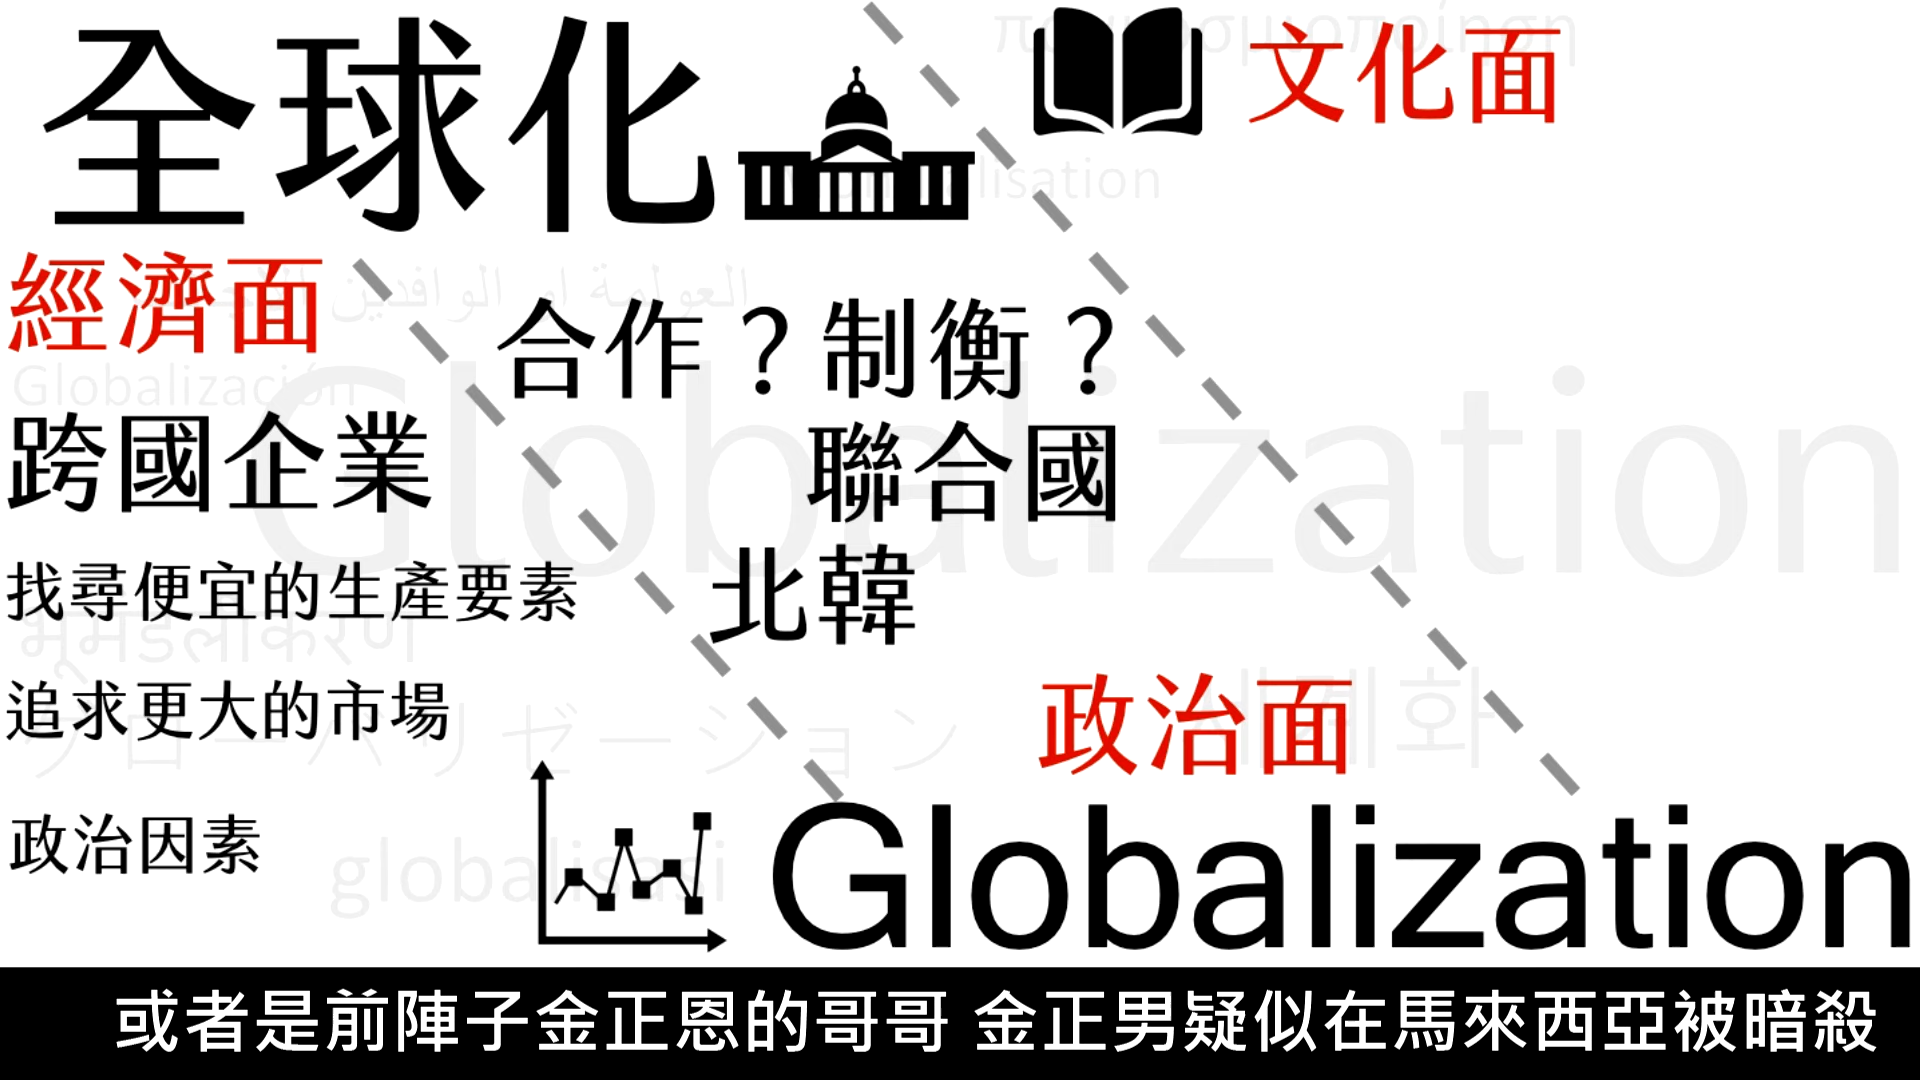 全球化
文化面
經濟面
合作？制衡？
Globalización
Globalization
跨國企業
聯合國
找尋便宜的生產要素
北韓
追求更大的市場
政治面
政治因素
globalisasi
Globalization
或者是前陣子金正恩的哥哥 金正男疑似在馬來西亞被暗殺